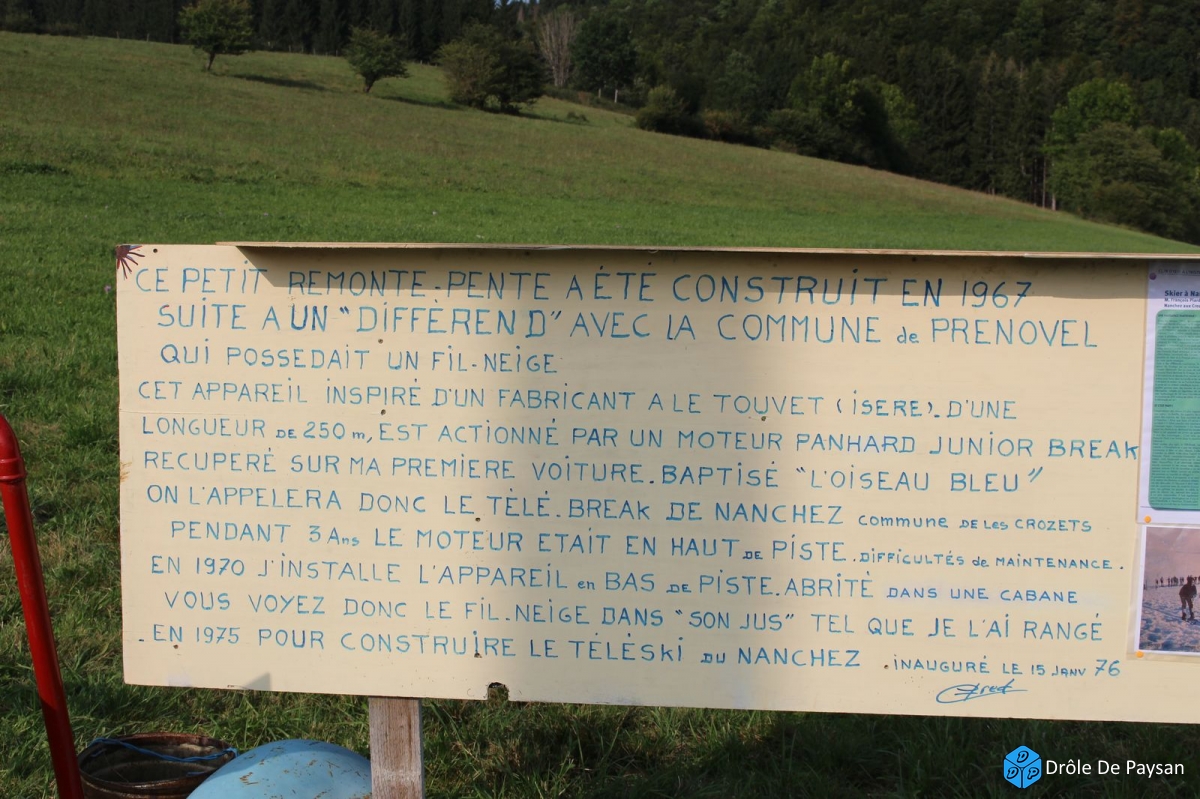 CE PETIT REMONTE-PENTE A ÉTÉ CONSTRUIT EN 1967
SUITE A UN "DIFFÈREND" AVEC LA COMMUNE de PRENOVEL
QUI POSSEDAIT UN FIL-NEIGE
CET APPAREIL INSPIRÉ D'UN FABRICANT A LE TOUVET (ISERE). D'UNE
LONGUEUR DE 250 m, EST ACTIONNÉ PAR UN MOTEUR PANHARD JUNIOR BREAK
RECUPERÉ SUR MA PREMIERE VOITURE. BAPTISÉ "L'OISEAU BLEU"
ON L'APPELERA DONC LE TÉLÉ.BREAK DE NANCHEZ commune DE LES CROZETS
PENDANT 3 Ans LE MOTEUR ETAIT EN HAUT DE PISTE. DIFFICULTÉS de MAINTENANCE.
EN 1970 J'INSTALLE L'APPAREIL en BAS DE PISTE. ABRITÉ DANS UNE CABANE
VOUS VOYEZ DONC LE FIL-NEIGE DANS "SON JUS" TEL QUE JE L'AI RANGÉ
. EN 1975 POUR CONSTRUIRE LE TÉLÉSKI DU NANCHEZ . INAUGURÉ LE 15 JANV 76
Skier à Na
Drôle De Paysan